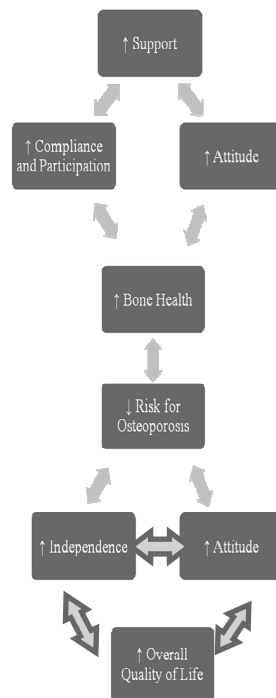 ↑ Support
↑ Compliance
and Participation
↑ Attitude
↑ Bone Health
↓ Risk for
Osteoporosis
↑ Independence
↑ Attitude
↑ Overall
Quality of Life